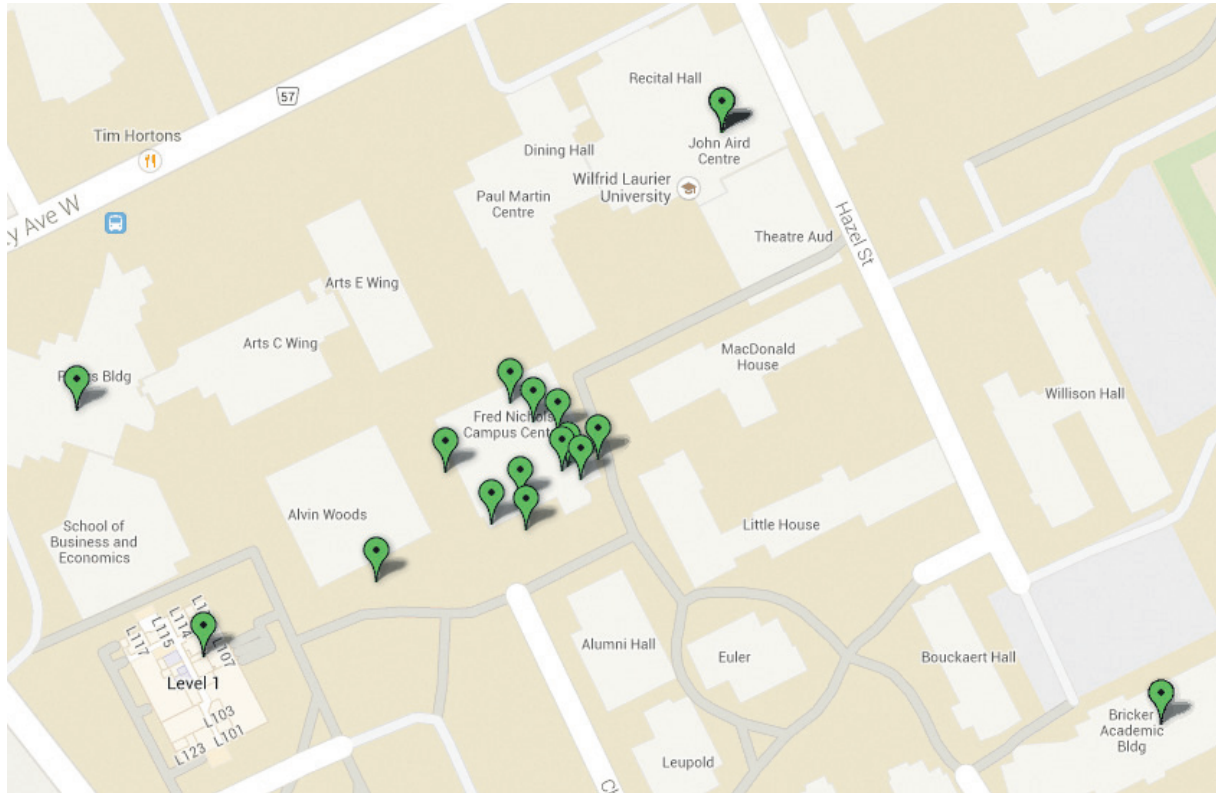 Recital Hall
57
Tim Hortons
John Aird
Centre
Dining Hall
Wilfrid Laurier
University
Paul Martin
Centre
Ave W
Hazel St
Theatre Aud
Arts E Wing
Arts C Wing
MacDonald
House
Bldg
Willison Hall
Fred Nichols
Campus
Alvin Woods
School of
Business and
Economics
Little House
L114
L115
L117
L107
Level 1
Alumni Hall
Euler
Bouckaert Hall
L103
L101
L123
Bricker
Academic
Bldg
Leupold